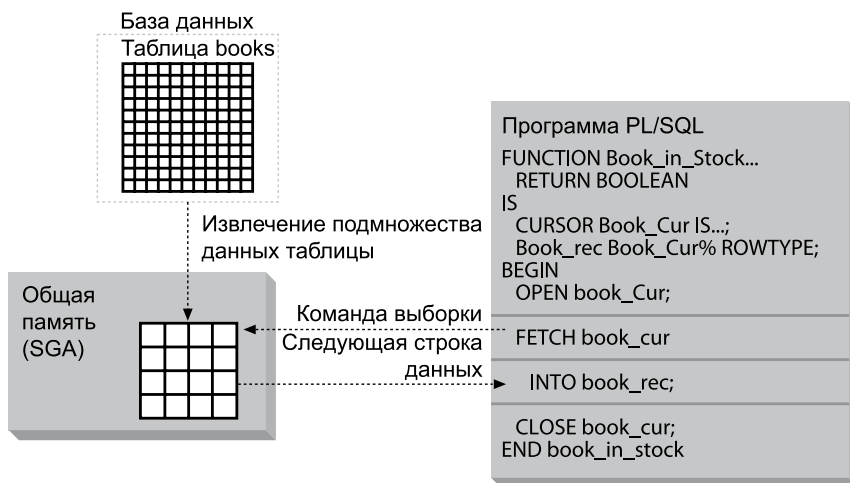 База данных
Таблица books
Извлечение подмножества
данных таблицы
Общая
память
(SGA)
Команда выборки
Следующая строка
данных
Программа PL/SQL
FUNCTION Book_in_Stock...
RETURN BOOLEAN
IS
CURSOR Book_Cur IS...;
Book_rec Book_Cur% ROWTYPE;
BEGIN
OPEN book_Cur;
FETCH book_cur
INTO book_rec;
CLOSE book_cur;
END book_in_stock